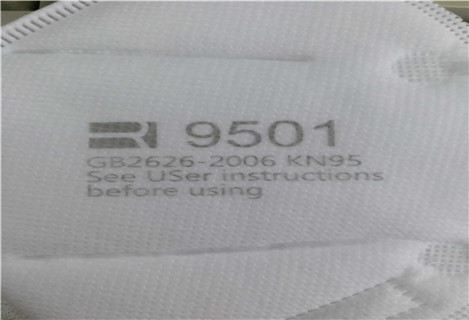 9501
GB2626-2006 KN95
See USer instructions
before using